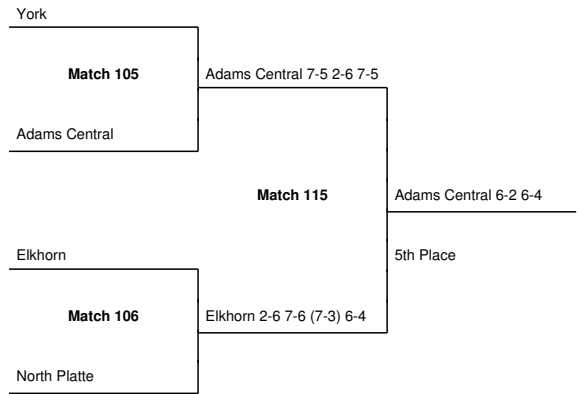 York
Match 105
Adams Central 7-5 2-6 7-5
Adams Central
Match 115
Adams Central 6-2 6-4
Elkhorn
5th Place
Match 106
Elkhorn 2-6 7-6 (7-3) 6-4
North Platte